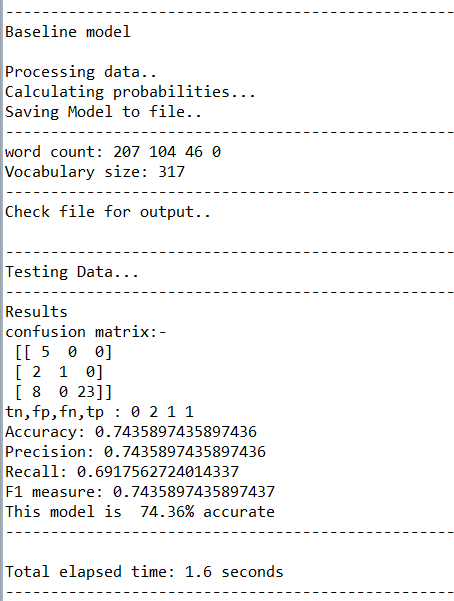 --------------------------------------------------
Baseline model
Processing data..
Calculating probabilities...
Saving Model to file..
--------------------------------------------------
word count: 207 104 46 0
Vocabulary size: 317
--------------------------------------------------
Check file for output..
--------------------------------------------------
Testing Data...
--------------------------------------------------
Results
confusion matrix:-
[[ 5  0  0]
[ 2  1  0]
[ 8  0 23]]
tn,fp,fn,tp : 0 2 1 1
Accuracy: 0.7435897435897436
Precision: 0.7435897435897436
Recall: 0.6917562724014337
F1 measure: 0.7435897435897437
This model is  74.36% accurate
--------------------------------------------------
Total elapsed time: 1.6 seconds
--------------------------------------------------